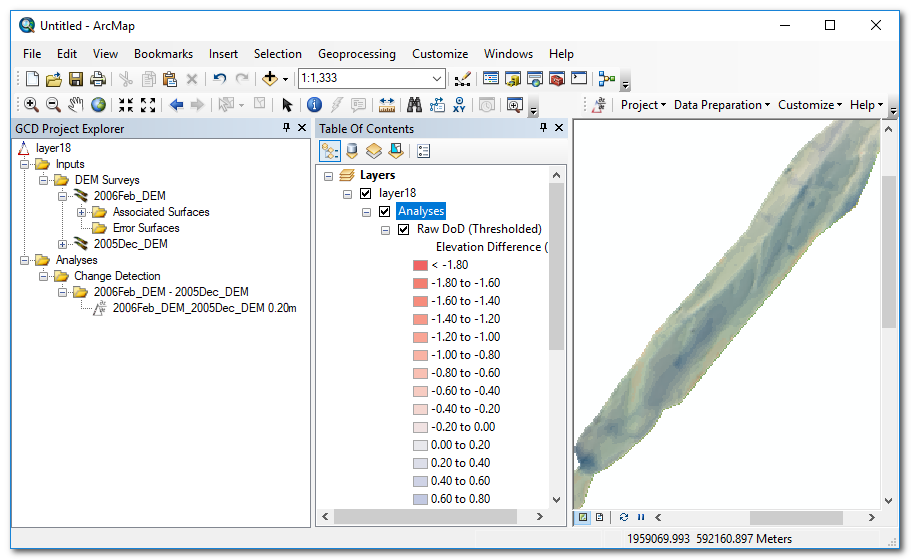 Untitled - ArcMap
File Edit View Bookmarks Insert Selection Geoprocessing Customize Windows Help
1:1,333
Project Data Preparation Customize Help
GCD Project Explorer
layer18
Inputs
DEM Surveys
2006Feb_DEM
Associated Surfaces
Error Surfaces
2005Dec_DEM
Analyses
Change Detection
2006Feb_DEM - 2005Dec_DEM
2006Feb_DEM_2005Dec_DEM 0.20m
Table Of Contents
Layers
layer18
Analyses
Raw DoD (Thresholded)
Elevation Difference (
< -1.80
-1.80 to -1.60
-1.60 to -1.40
-1.40 to -1.20
-1.20 to -1.00
-1.00 to -0.80
-0.80 to -0.60
-0.60 to -0.40
-0.40 to -0.20
-0.20 to 0.00
0.00 to 0.20
0.20 to 0.40
0.40 to 0.60
0.60 to 0.80
1959069.993 592160.897 Meters